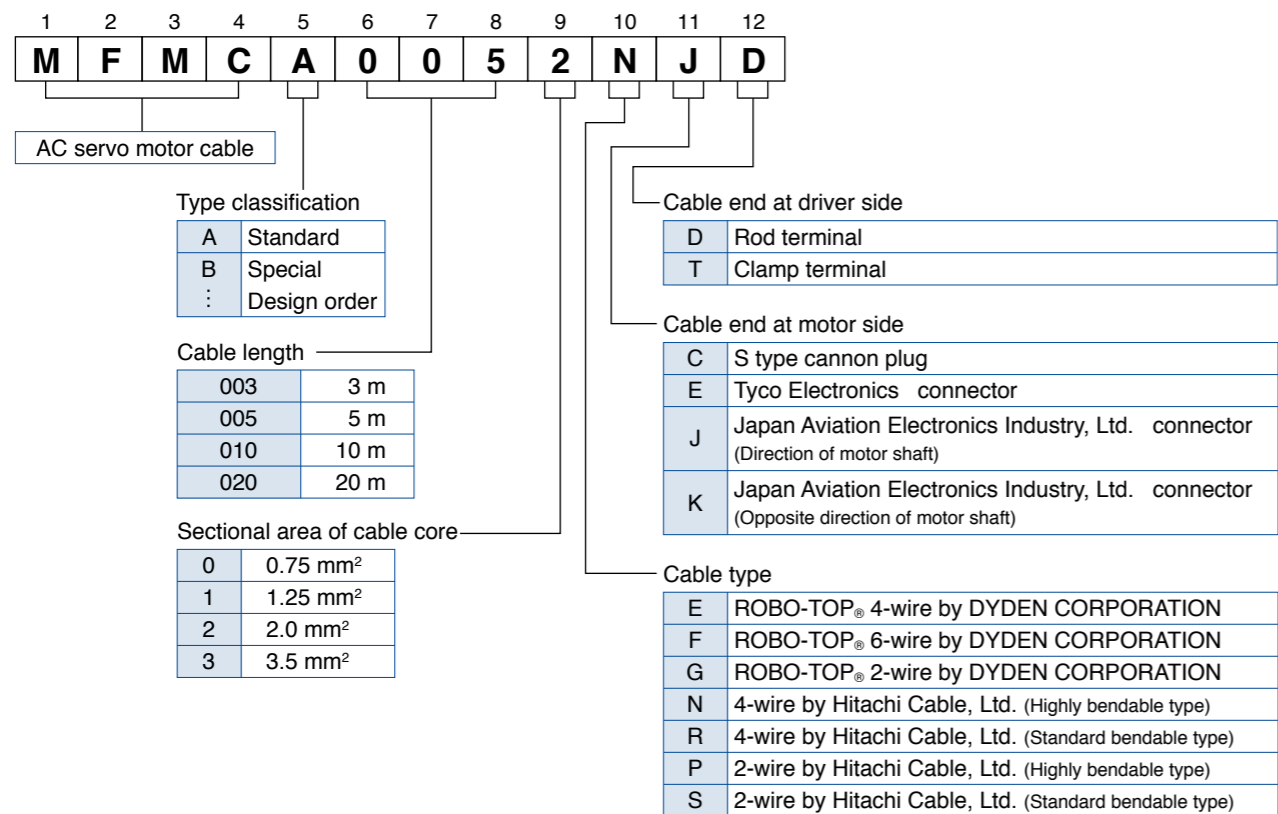 1 2 3 4 5 6 7 8 9 10 11 12
M F M C A 0 0 5 2 N J D
AC servo motor cable
Type classification
A Standard
B Special
⋮ Design order
Cable length
003 3 m
005 5 m
010 10 m
020 20 m
Sectional area of cable core
0 0.75 mm²
1 1.25 mm²
2 2.0 mm²
3 3.5 mm²
Cable end at driver side
D Rod terminal
T Clamp terminal
Cable end at motor side
C S type cannon plug
E Tyco Electronics connector
J Japan Aviation Electronics Industry, Ltd. connector
(Direction of motor shaft)
K Japan Aviation Electronics Industry, Ltd. connector
(Opposite direction of motor shaft)
Cable type
E ROBO-TOP® 4-wire by DYDEN CORPORATION
F ROBO-TOP® 6-wire by DYDEN CORPORATION
G ROBO-TOP® 2-wire by DYDEN CORPORATION
N 4-wire by Hitachi Cable, Ltd. (Highly bendable type)
R 4-wire by Hitachi Cable, Ltd. (Standard bendable type)
P 2-wire by Hitachi Cable, Ltd. (Highly bendable type)
S 2-wire by Hitachi Cable, Ltd. (Standard bendable type)